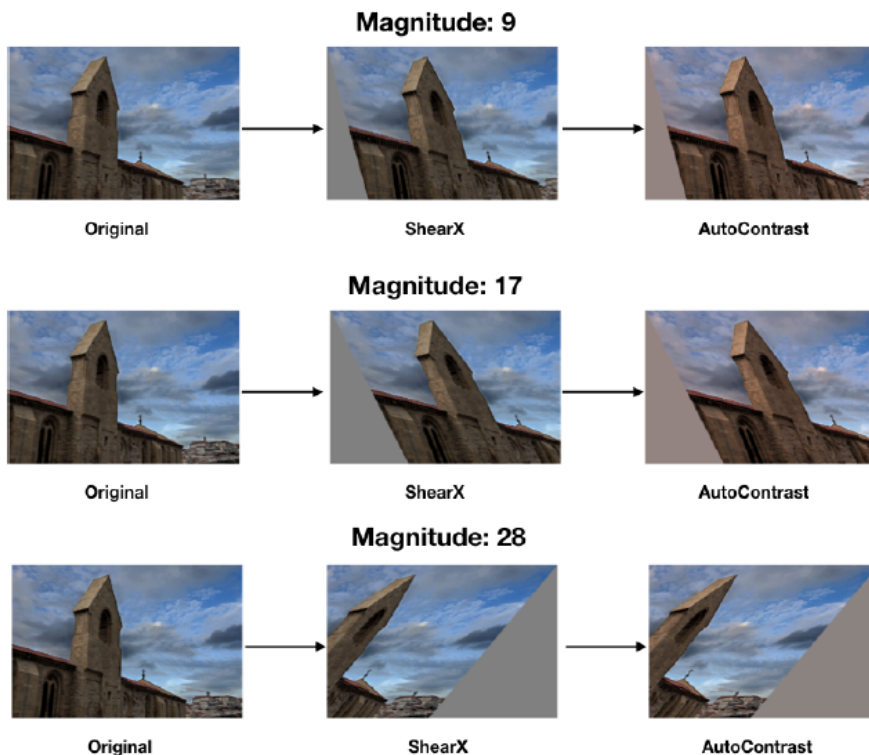 Magnitude: 9
Original
ShearX
AutoContrast
Magnitude: 17
Original
ShearX
AutoContrast
Magnitude: 28
Original
ShearX
AutoContrast